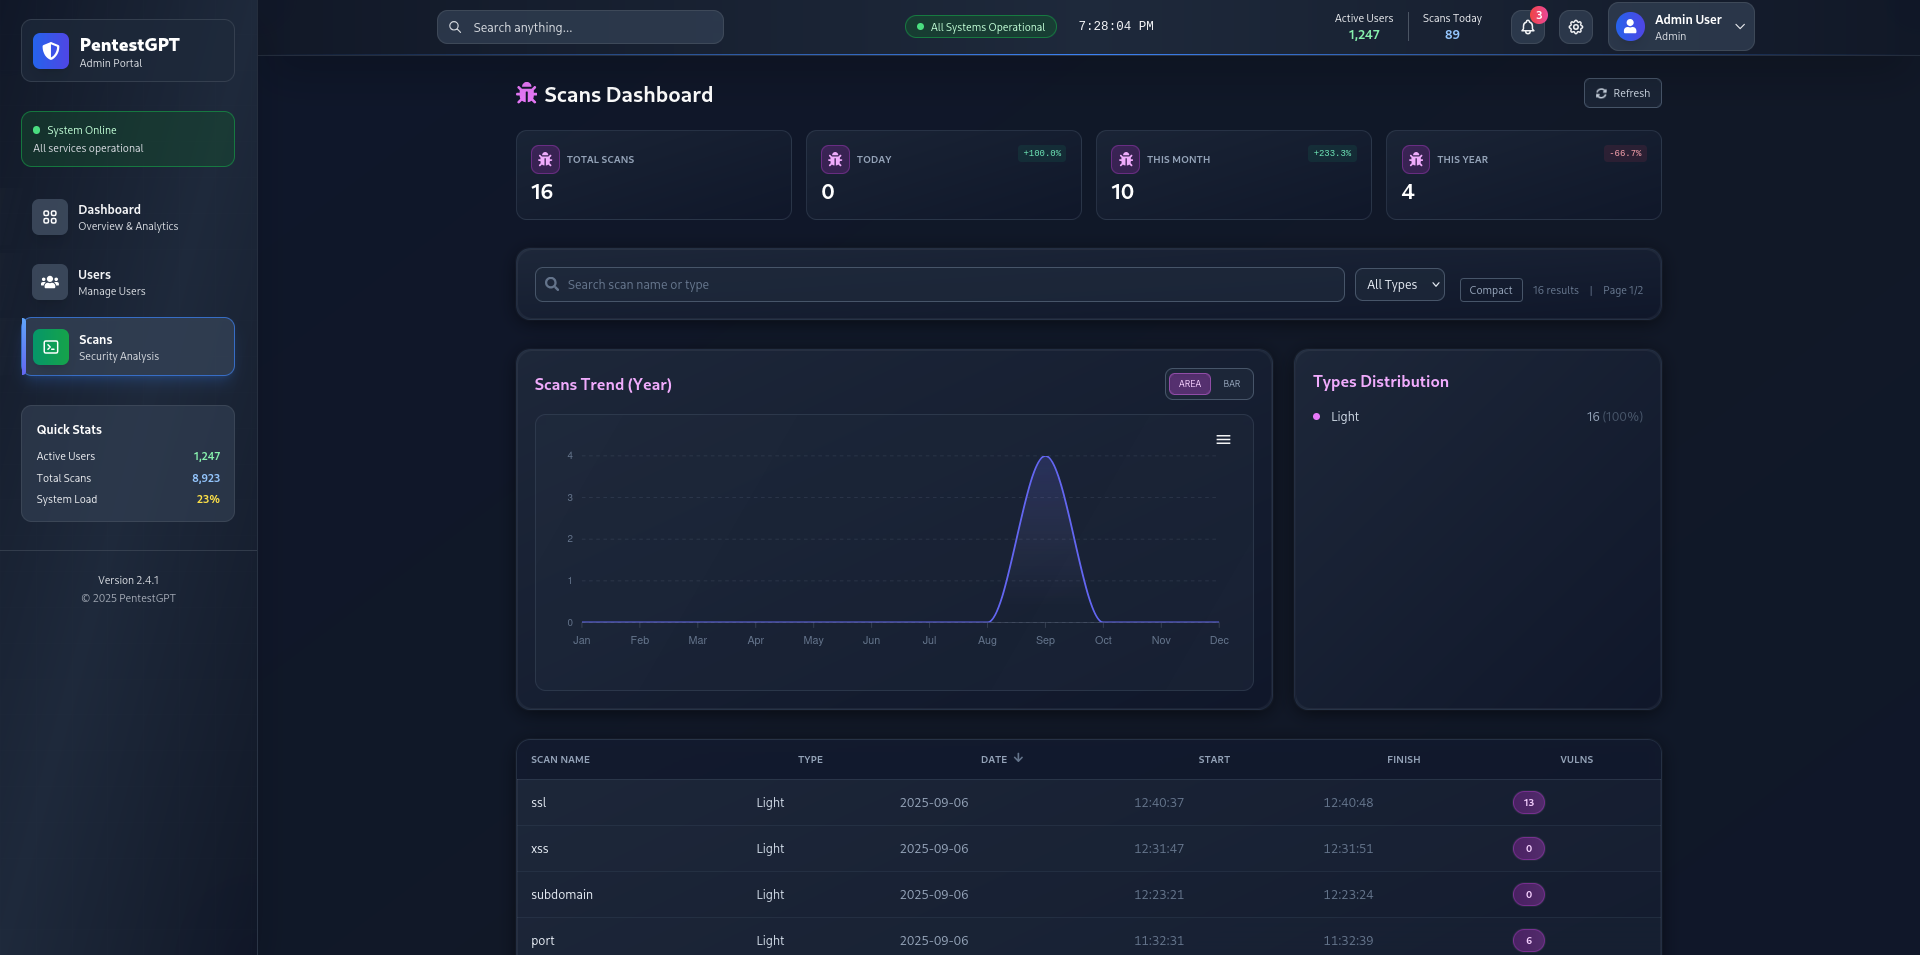 PentestGPT
Admin Portal
System Online
All services operational
Dashboard
Overview & Analytics
Users
Manage Users
Scans
Security Analysis
Quick Stats
Active Users 1,247
Total Scans 8,923
System Load 23%
Version 2.4.1
© 2025 PentestGPT
Search anything...
All Systems Operational
7:28:04 PM
Active Users
1,247
Scans Today
89
3
Admin User
Admin
Scans Dashboard
Refresh
TOTAL SCANS
16
TODAY
+100.0%
0
THIS MONTH
+233.3%
10
THIS YEAR
-66.7%
4
Search scan name or type
All Types
Compact
16 results | Page 1/2
Scans Trend (Year)
AREA BAR
4
3
2
1
0
Jan Feb Mar Apr May Jun Jul Aug Sep Oct Nov Dec
Types Distribution
Light 16 (100%)
SCAN NAME TYPE DATE START FINISH VULNS
ssl Light 2025-09-06 12:40:37 12:40:48 13
xss Light 2025-09-06 12:31:47 12:31:51 0
subdomain Light 2025-09-06 12:23:21 12:23:24 0
port Light 2025-09-06 11:32:31 11:32:39 6